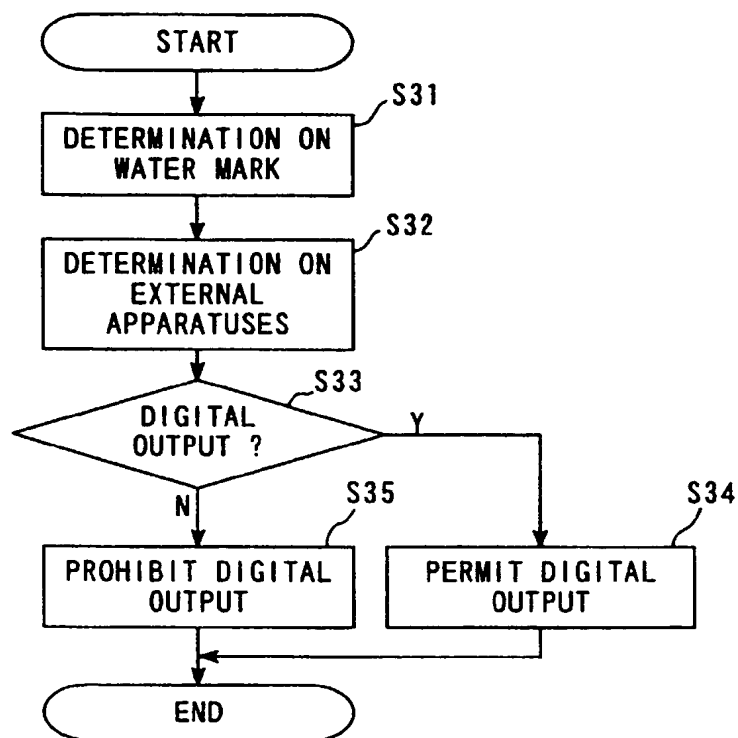 START
S31
DETERMINATION ON
WATER MARK
S32
DETERMINATION ON
EXTERNAL
APPARATUSES
S33
DIGITAL
OUTPUT ?
Y
N
S35
S34
PROHIBIT DIGITAL
OUTPUT
PERMIT DIGITAL
OUTPUT
END